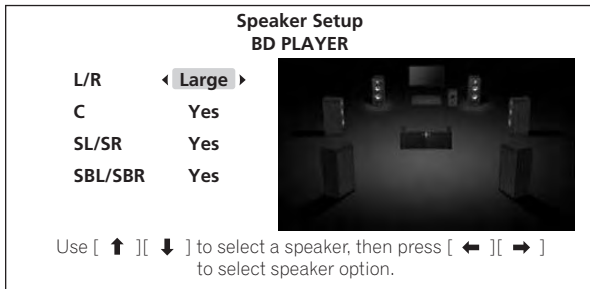 Speaker Setup
BD PLAYER
L/R Large
C Yes
SL/SR Yes
SBL/SBR Yes
Use [ ⬆ ][ ⬇ ] to select a speaker, then press [ ⬅ ][ ➡ ]
to select speaker option.